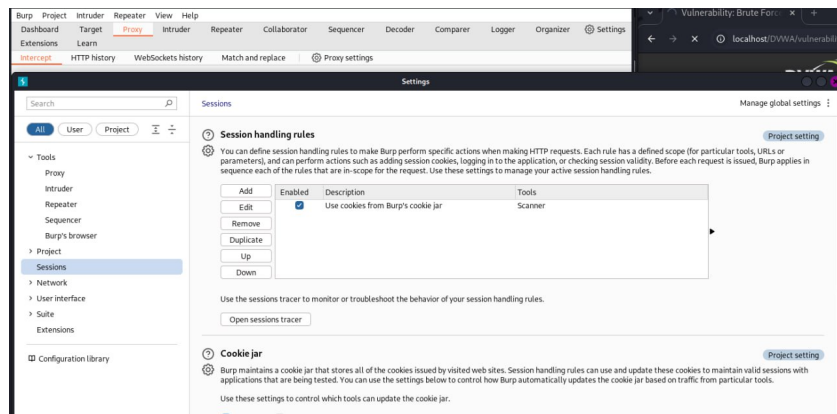 Burp Project Intruder Repeater View Help
Dashboard Target Proxy Intruder Repeater Collaborator Sequencer Decoder Comparer Logger Organizer Settings
Extensions Learn
Intercept HTTP history WebSockets history Match and replace Proxy settings
Vulnerability: Brute Forc
localhost/DVWA/vulnerabili
Settings
Search
All User Project
Tools
Proxy
Intruder
Repeater
Sequencer
Burp's browser
Project
Sessions
Network
User interface
Suite
Extensions
Configuration library
Sessions
Manage global settings
Session handling rules
Project setting
You can define session handling rules to make Burp perform specific actions when making HTTP requests. Each rule has a defined scope (for particular tools, URLs or
parameters), and can perform actions such as adding session cookies, logging in to the application, or checking session validity. Before each request is issued, Burp applies in
sequence each of the rules that are in-scope for the request. Use these settings to manage your active session handling rules.
Add
Edit
Remove
Duplicate
Up
Down
Enabled Description Tools
Use cookies from Burp's cookie jar Scanner
Use the sessions tracer to monitor or troubleshoot the behavior of your session handling rules.
Open sessions tracer
Cookie jar
Project setting
Burp maintains a cookie jar that stores all of the cookies issued by visited web sites. Session handling rules can use and update these cookies to maintain valid sessions with
applications that are being tested. You can use the settings below to control how Burp automatically updates the cookie jar based on traffic from particular tools.
Use these settings to control which tools can update the cookie jar.